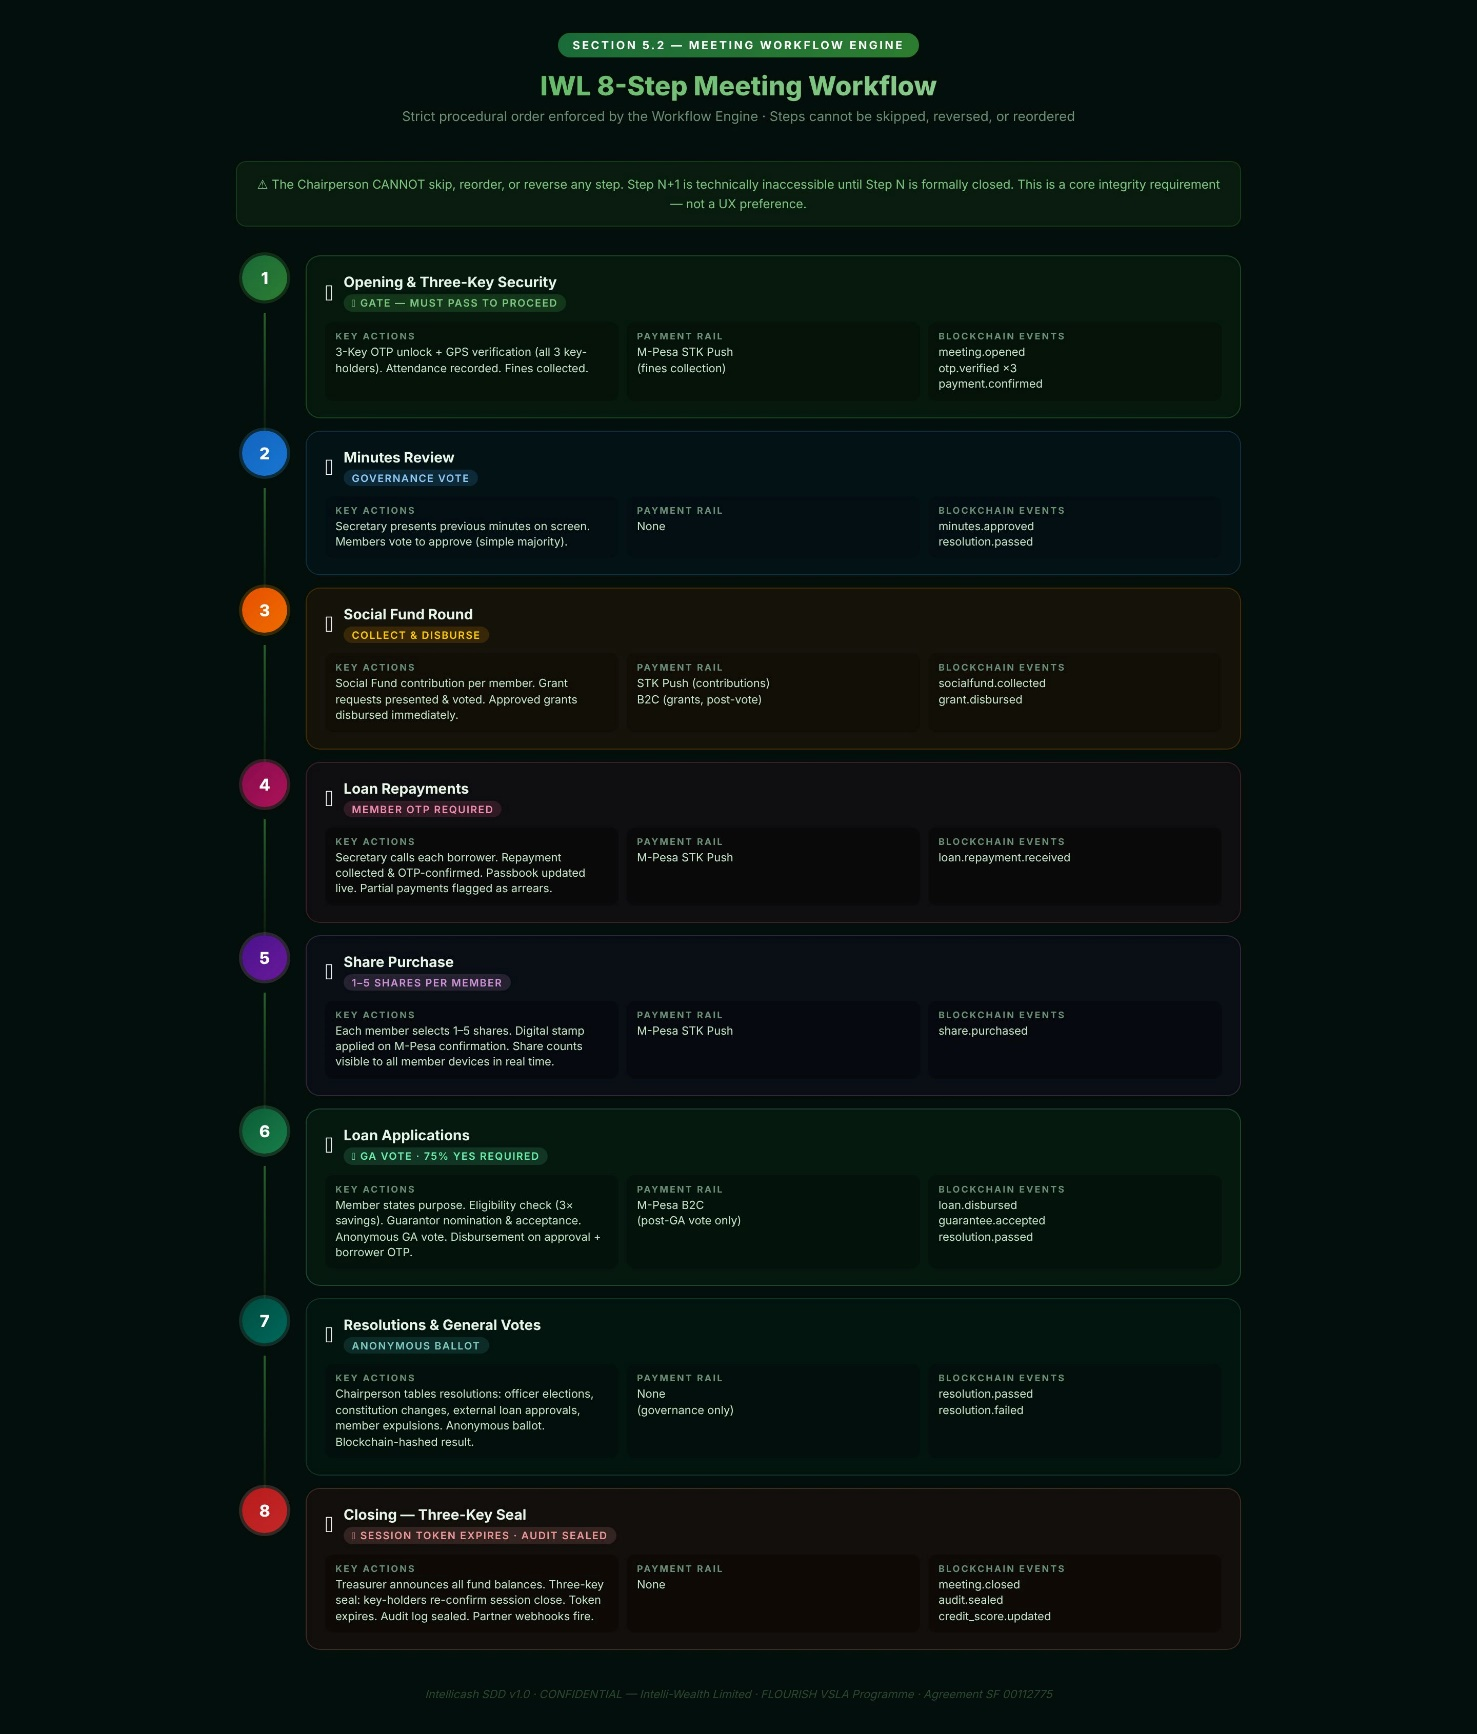 SECTION 5.2 — MEETING WORKFLOW ENGINE
IWL 8-Step Meeting Workflow
Strict procedural order enforced by the Workflow Engine · Steps cannot be skipped, reversed, or reordered
⚠ The Chairperson CANNOT skip, reorder, or reverse any step. Step N+1 is technically inaccessible until Step N is formally closed. This is a core integrity requirement
— not a UX preference.
1
Opening & Three-Key Security
GATE — MUST PASS TO PROCEED
KEY ACTIONS
3-Key OTP unlock + GPS verification (all 3 key-
holders). Attendance recorded. Fines collected.
PAYMENT RAIL
M-Pesa STK Push
(fines collection)
BLOCKCHAIN EVENTS
meeting.opened
otp.verified ×3
payment.confirmed
2
Minutes Review
GOVERNANCE VOTE
KEY ACTIONS
Secretary presents previous minutes on screen.
Members vote to approve (simple majority).
PAYMENT RAIL
None
BLOCKCHAIN EVENTS
minutes.approved
resolution.passed
3
Social Fund Round
COLLECT & DISBURSE
KEY ACTIONS
Social Fund contribution per member. Grant
requests presented & voted. Approved grants
disbursed immediately.
PAYMENT RAIL
STK Push (contributions)
B2C (grants, post-vote)
BLOCKCHAIN EVENTS
socialfund.collected
grant.disbursed
4
Loan Repayments
MEMBER OTP REQUIRED
KEY ACTIONS
Secretary calls each borrower. Repayment
collected & OTP-confirmed. Passbook updated
live. Partial payments flagged as arrears.
PAYMENT RAIL
M-Pesa STK Push
BLOCKCHAIN EVENTS
loan.repayment.received
5
Share Purchase
1–5 SHARES PER MEMBER
KEY ACTIONS
Each member selects 1–5 shares. Digital stamp
applied on M-Pesa confirmation. Share counts
visible to all member devices in real time.
PAYMENT RAIL
M-Pesa STK Push
BLOCKCHAIN EVENTS
share.purchased
6
Loan Applications
GA VOTE · 75% YES REQUIRED
KEY ACTIONS
Member states purpose. Eligibility check (3×
savings). Guarantor nomination & acceptance.
Anonymous GA vote. Disbursement on approval +
borrower OTP.
PAYMENT RAIL
M-Pesa B2C
(post-GA vote only)
BLOCKCHAIN EVENTS
loan.disbursed
guarantee.accepted
resolution.passed
7
Resolutions & General Votes
ANONYMOUS BALLOT
KEY ACTIONS
Chairperson tables resolutions: officer elections,
constitution changes, external loan approvals,
member expulsions. Anonymous ballot.
Blockchain-hashed result.
PAYMENT RAIL
None
(governance only)
BLOCKCHAIN EVENTS
resolution.passed
resolution.failed
8
Closing — Three-Key Seal
SESSION TOKEN EXPIRES · AUDIT SEALED
KEY ACTIONS
Treasurer announces all fund balances. Three-key
seal: key-holders re-confirm session close. Token
expires. Audit log sealed. Partner webhooks fire.
PAYMENT RAIL
None
BLOCKCHAIN EVENTS
meeting.closed
audit.sealed
credit_score.updated
Intellicash SDD v1.0 · CONFIDENTIAL — Intelli-Wealth Limited · FLOURISH VSLA Programme · Agreement SF 00112775